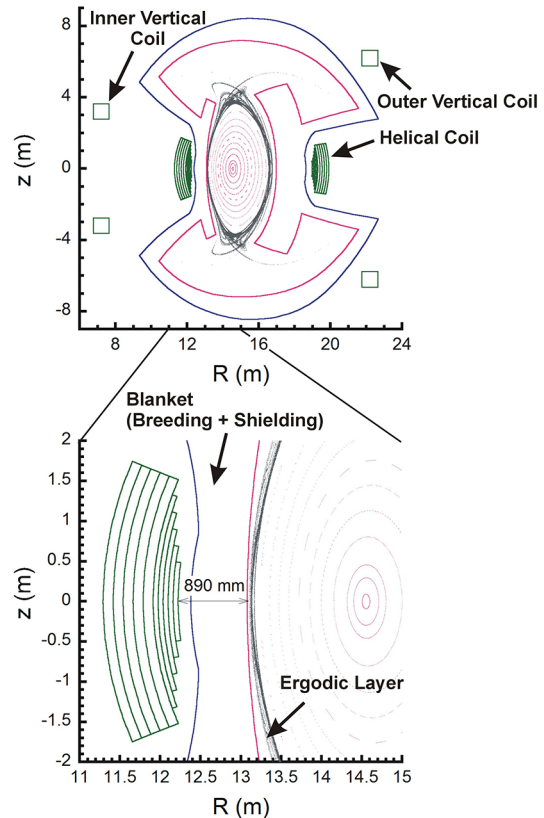 Inner Vertical
Coil
8
4
0
-4
-8
z (m)
Outer Vertical Coil
Helical Coil
8 12 16 20 24
R (m)
Blanket
(Breeding + Shielding)
2
1.5
1
0.5
0
-0.5
-1
-1.5
-2
z (m)
890 mm
Ergodic Layer
11 11.5 12 12.5 13 13.5 14 14.5 15
R (m)